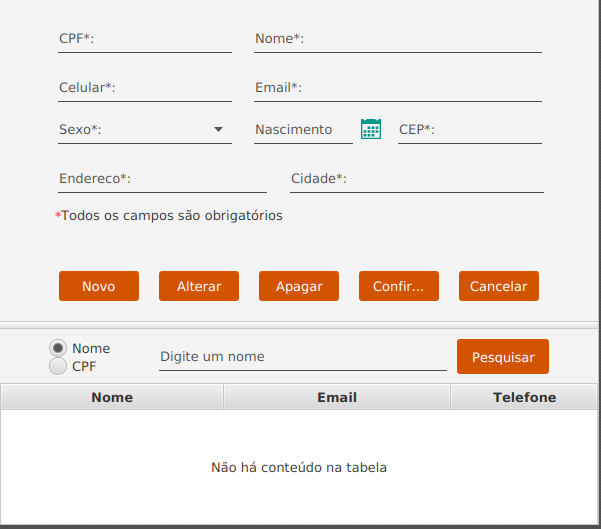 CPF*: Nome*:
Celular*: Email*:
Sexo*: Nascimento CEP*:
Endereco*: Cidade*:
*Todos os campos são obrigatórios
Novo Alterar Apagar Confir... Cancelar
Nome
CPF
Digite um nome Pesquisar
Nome Email Telefone
Não há conteúdo na tabela